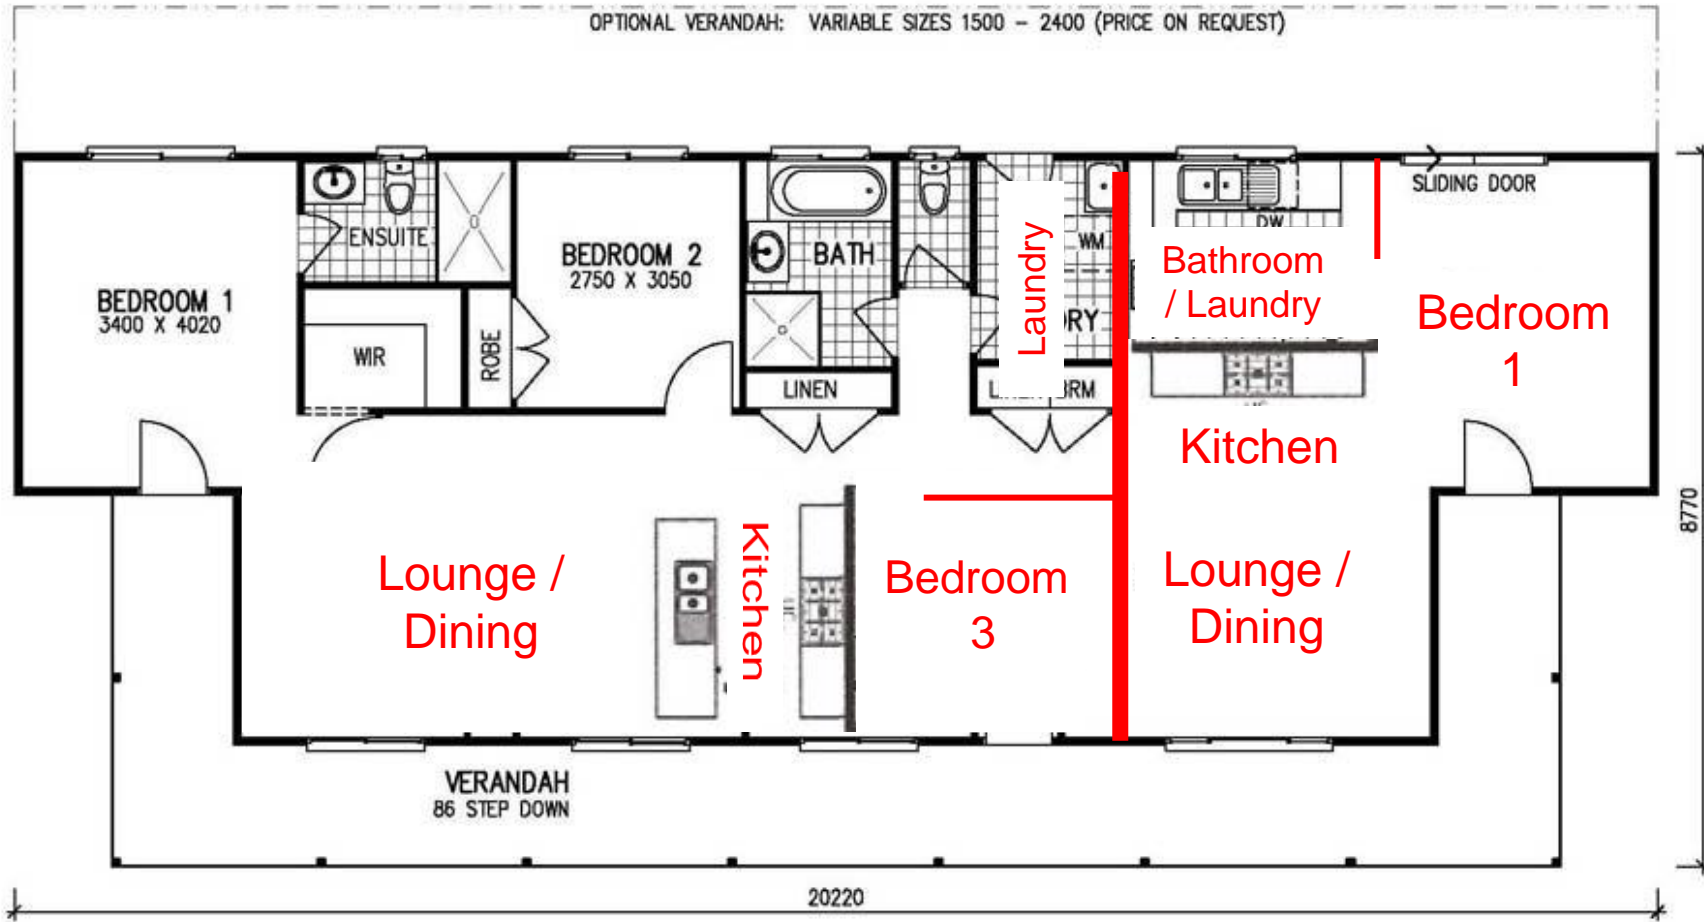 OPTIONAL VERANDAH: VARIABLE SIZES 1500 - 2400 (PRICE ON REQUEST)
SLIDING DOOR
ENSUITE
BEDROOM 2
2750 X 3050
BATH
Laundry
WM
DW
Bathroom
/ Laundry
BEDROOM 1
3400 X 4020
WIR
ROBE
LINEN
RY
BRM
Bedroom
1
Kitchen
Lounge /
Dining
Kitchen
Bedroom
3
Lounge /
Dining
VERANDAH
86 STEP DOWN
8770
20220